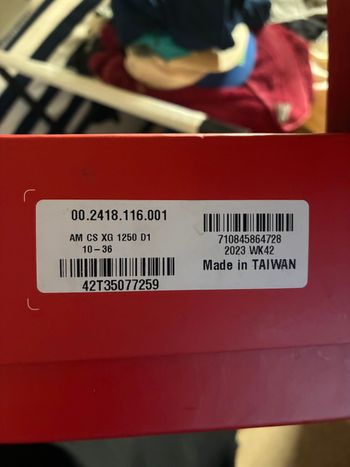 00.2418.116.001
AM CS XG 1250 D1
10-36
42T35077259
710845864728
2023 WK42
Made in TAIWAN